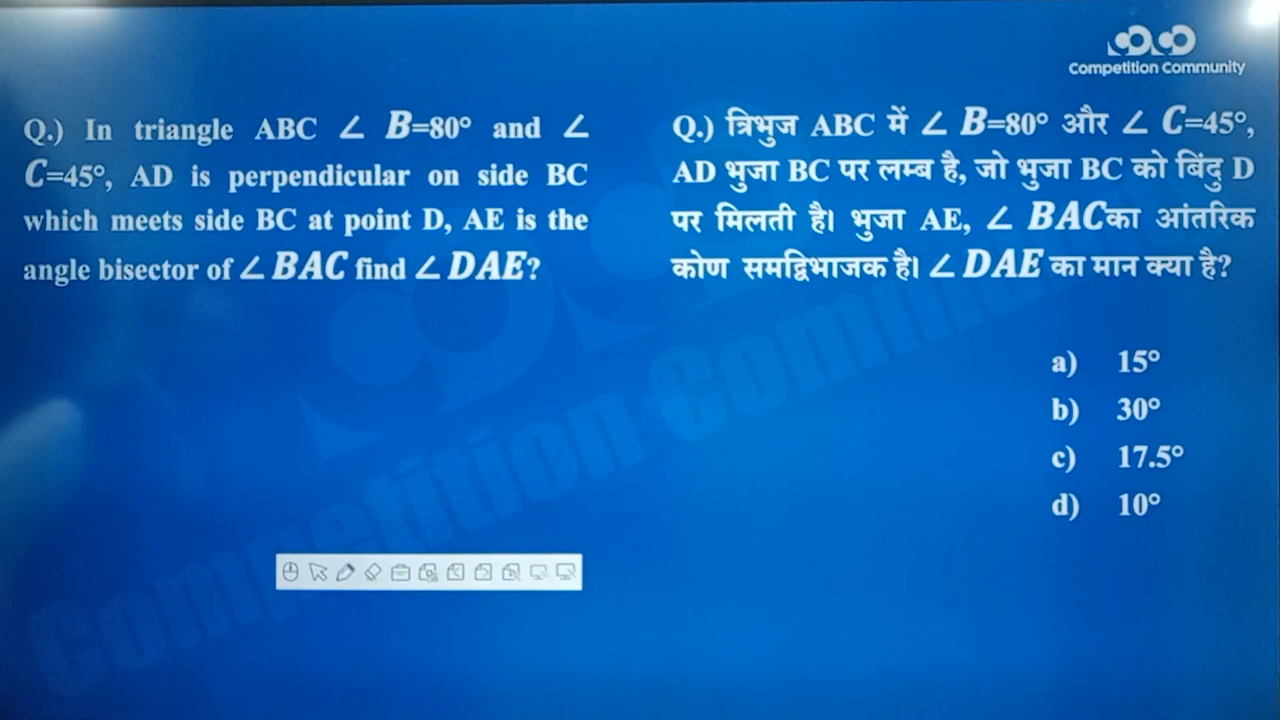 Competition Community
Q.) In triangle ABC ∠ B=80° and ∠
C=45°, AD is perpendicular on side BC
which meets side BC at point D, AE is the
angle bisector of ∠BAC find ∠DAE?
Q.) त्रिभुज ABC में ∠ B=80° और ∠ C=45°,
AD भुजा BC पर लम्ब है, जो भुजा BC को बिंदु D
पर मिलती है। भुजा AE, ∠ BACका आंतरिक
कोण समद्विभाजक है। ∠DAE का मान क्या है?
a) 15°
b) 30°
c) 17.5°
d) 10°
Competition Community